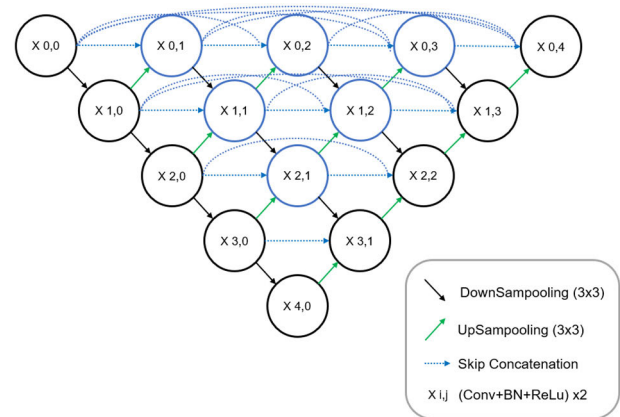 X 0,0
X 0,1
X 0,2
X 0,3
X 0,4
X 1,0
X 1,1
X 1,2
X 1,3
X 2,0
X 2,1
X 2,2
X 3,0
X 3,1
X 4,0
DownSampooling (3x3)
UpSampooling (3x3)
Skip Concatenation
X i,j (Conv+BN+ReLu) x2